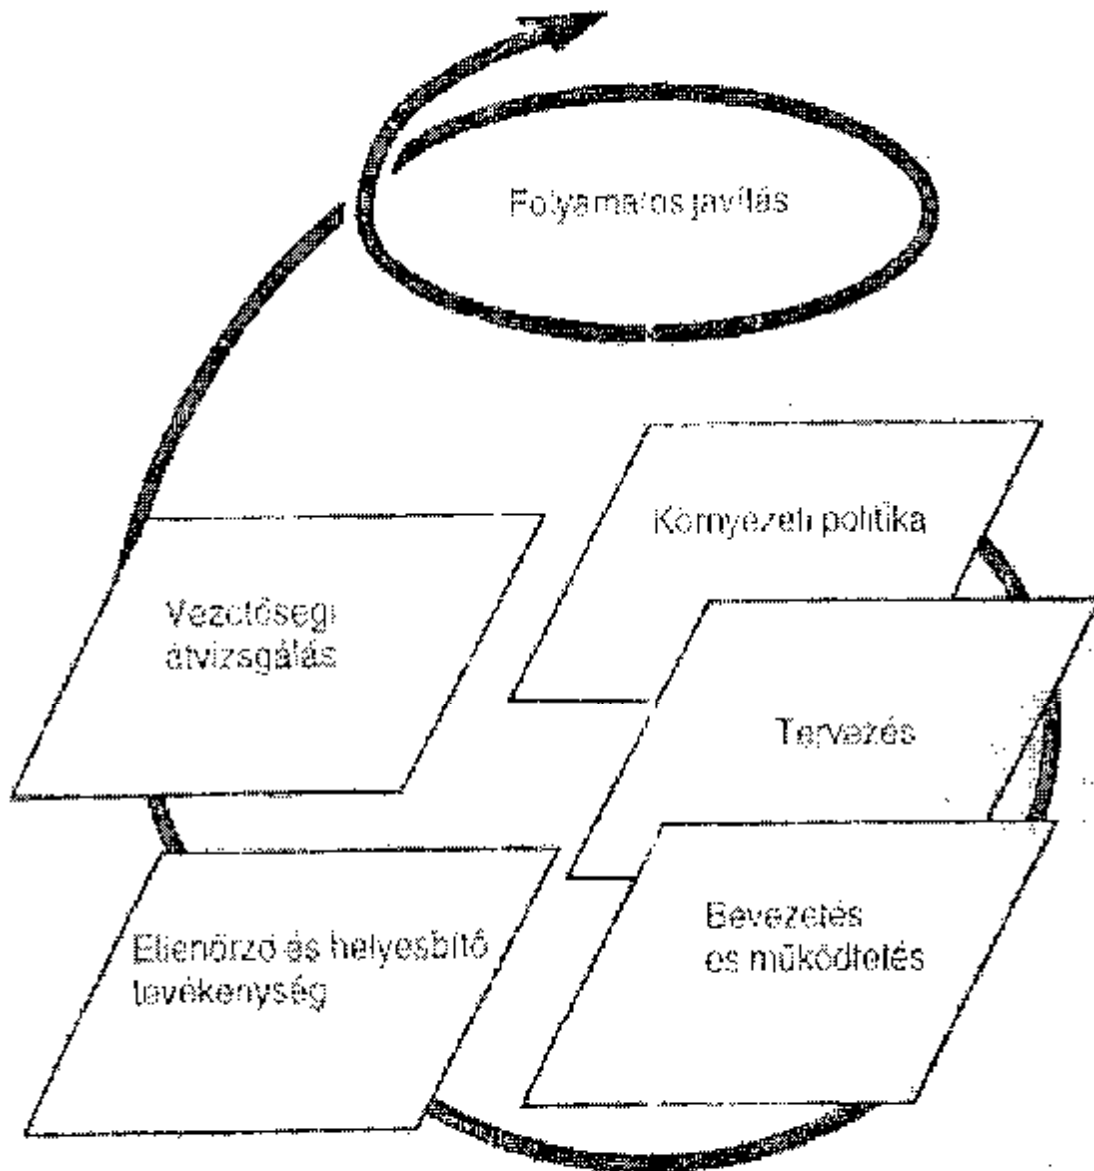 Folyamatos javítás
Környezeti politika
Vezetőségi
átvizsgálás
Tervezés
Bevezetés
és működtetés
Ellenőrző és helyesbítő
tevékenység